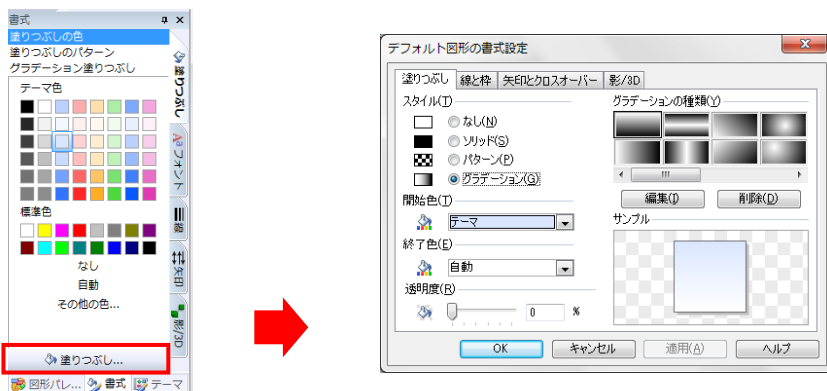 書式
塗りつぶしの色
塗りつぶしのパターン
グラデーション塗りつぶし
テーマ色
標準色
なし
自動
その他の色...
塗りつぶし...
図形パレ...
書式
テーマ
塗りつぶし
Aa フォント
線
矢印
影/3D
デフォルト図形の書式設定
塗りつぶし
線と枠
矢印とクロスオーバー
影/3D
スタイル(T)
なし(N)
ソリッド(S)
パターン(P)
グラデーション(G)
開始色(T)
テーマ
終了色(E)
自動
透明度(R)
0 %
グラデーションの種類(Y)
編集(I)
削除(D)
サンプル
OK
キャンセル
適用(A)
ヘルプ